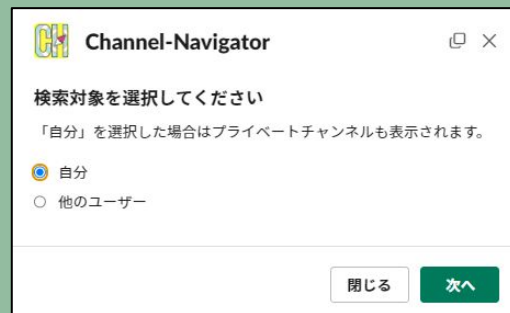 CH
Channel-Navigator
検索対象を選択してください
「自分」を選択した場合はプライベートチャンネルも表示されます。
自分
他のユーザー
閉じる
次へ